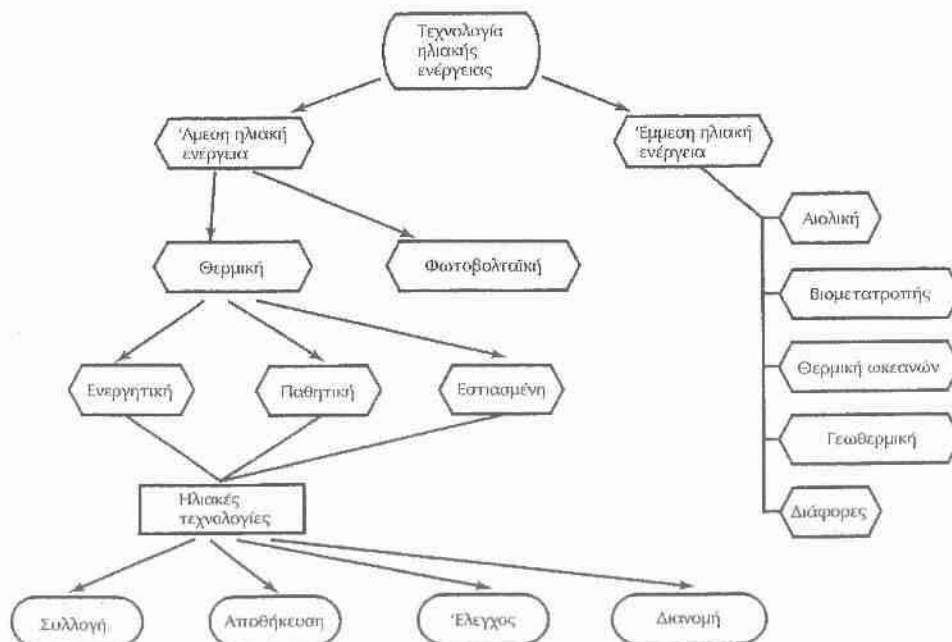 Τεχνολογία
ηλιακής
ενέργειας
Άμεση ηλιακή
ενέργεια
Έμμεση ηλιακή
ενέργεια
Αιολική
Θερμική
Φωτοβολταϊκή
Βιομετατροπής
Ενεργητική
Παθητική
Εστιασμένη
Θερμική ωκεανών
Γεωθερμική
Ηλιακές
τεχνολογίες
Διάφορες
Συλλογή
Αποθήκευση
Έλεγχος
Διανομή